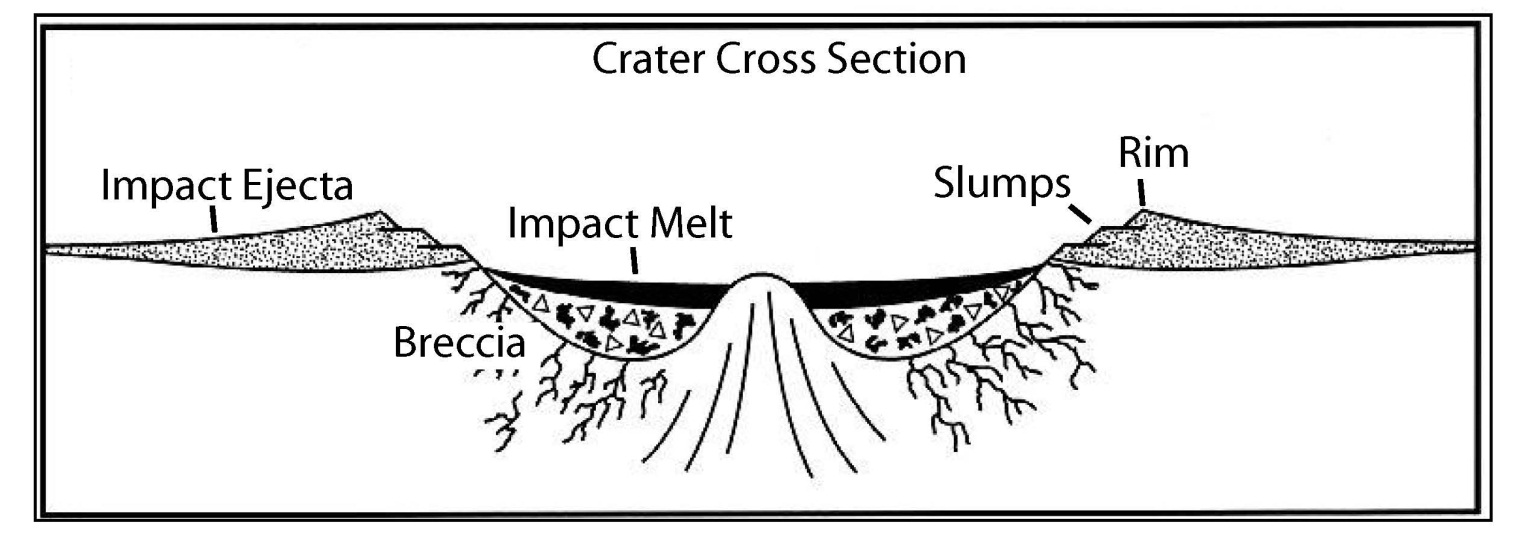 Crater Cross Section
Impact Ejecta
Impact Melt
Slumps
Rim
Breccia